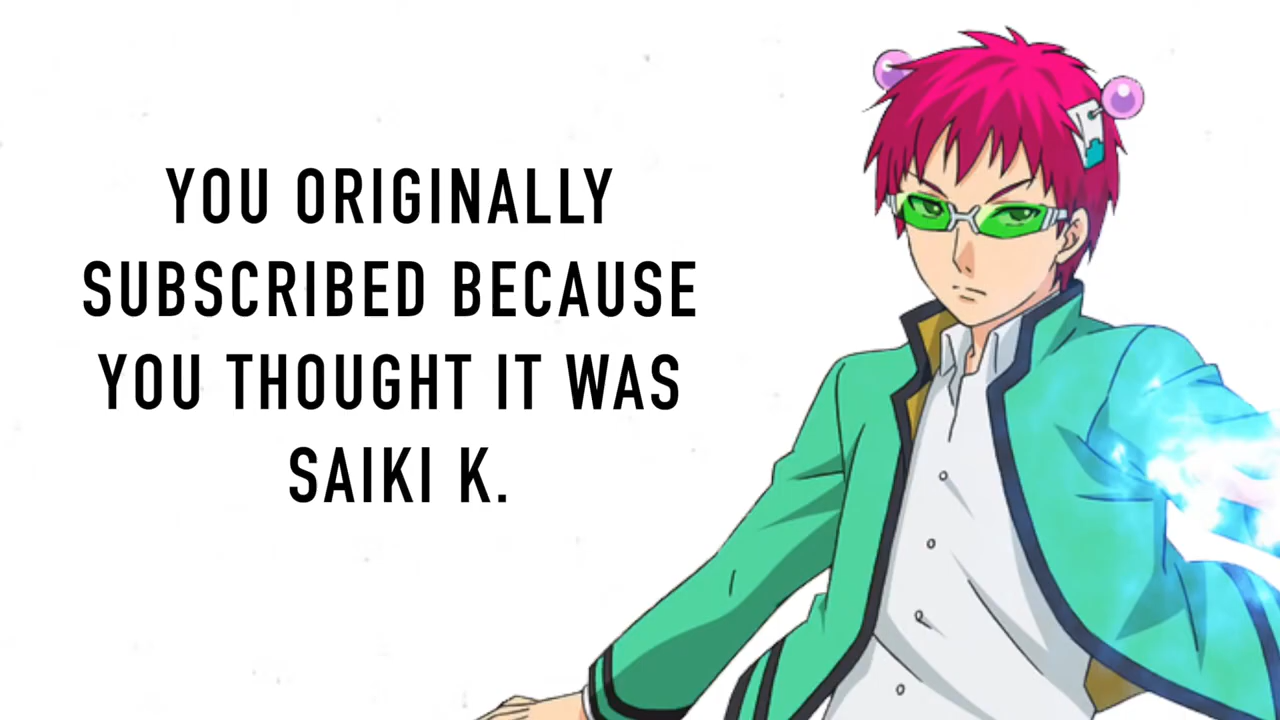 YOU ORIGINALLY
SUBSCRIBED BECAUSE
YOU THOUGHT IT WAS
SAIKI K.